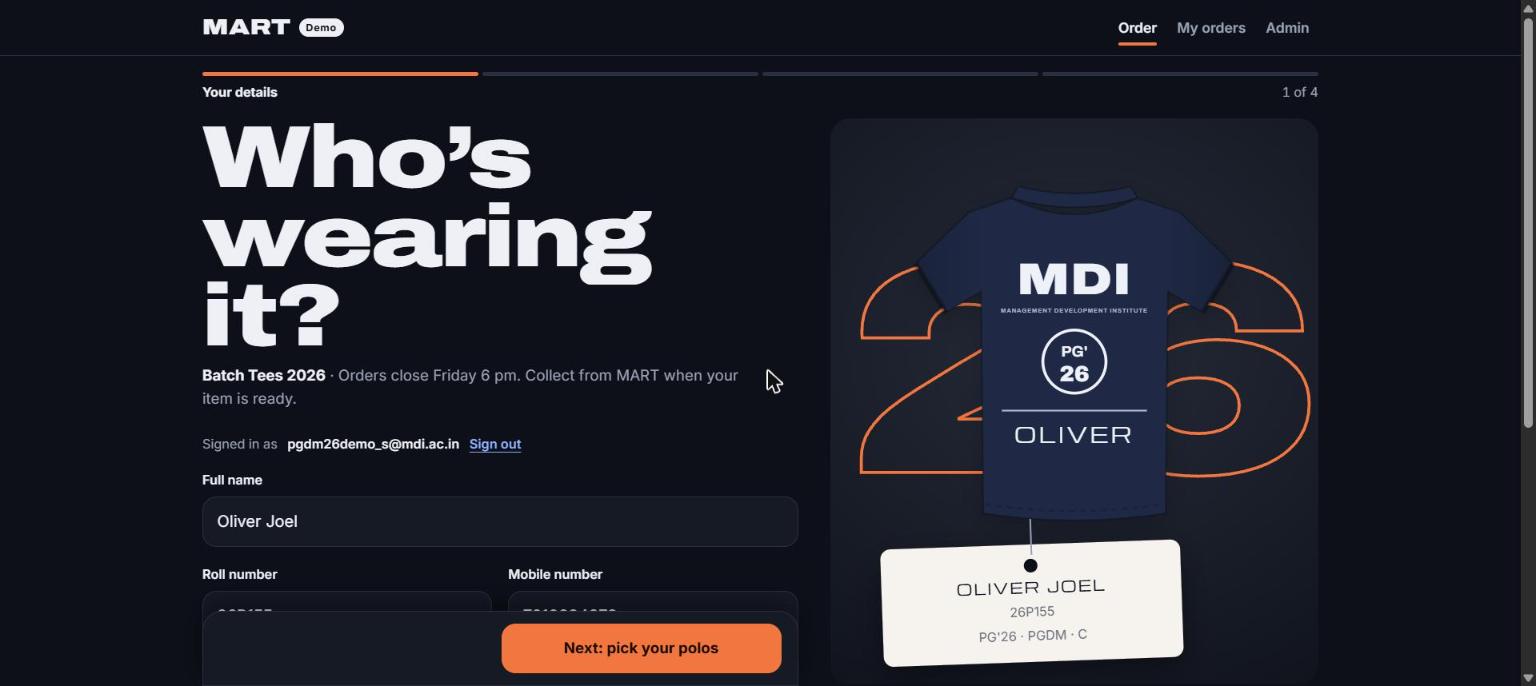 MART Demo
Order My orders Admin
Your details
1 of 4
Who's
wearing
it?
Batch Tees 2026 · Orders close Friday 6 pm. Collect from MART when your
item is ready.
Signed in as pgdm26demo_s@mdi.ac.in Sign out
Full name
Oliver Joel
Roll number
Mobile number
Next: pick your polos
26
MDI
MANAGEMENT DEVELOPMENT INSTITUTE
PG'
26
OLIVER
OLIVER JOEL
26P155
PG'26 · PGDM · C